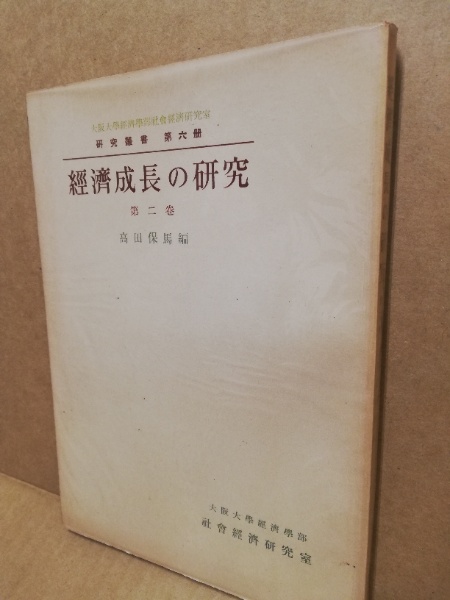 大阪大學經濟學部社會經濟研究室
研究叢書 第六册
經濟成長の研究
第二卷
高田保馬編
大阪大學經濟學部
社會經濟研究室